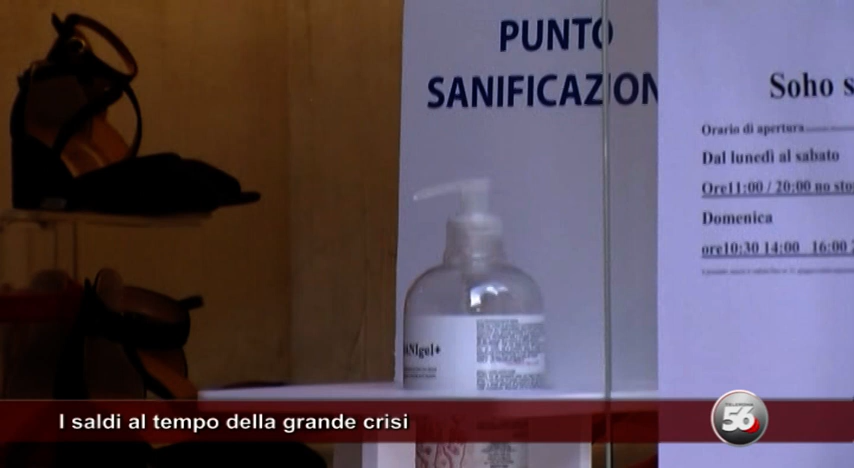 PUNTO
SANIFICAZION
Soho s
Orario di apertura
Dal lunedì al sabato
Ore11:00 / 20:00 no sto
Domenica
ore10:30 14:00 16:00
ANIgel+
I saldi al tempo della grande crisi
56